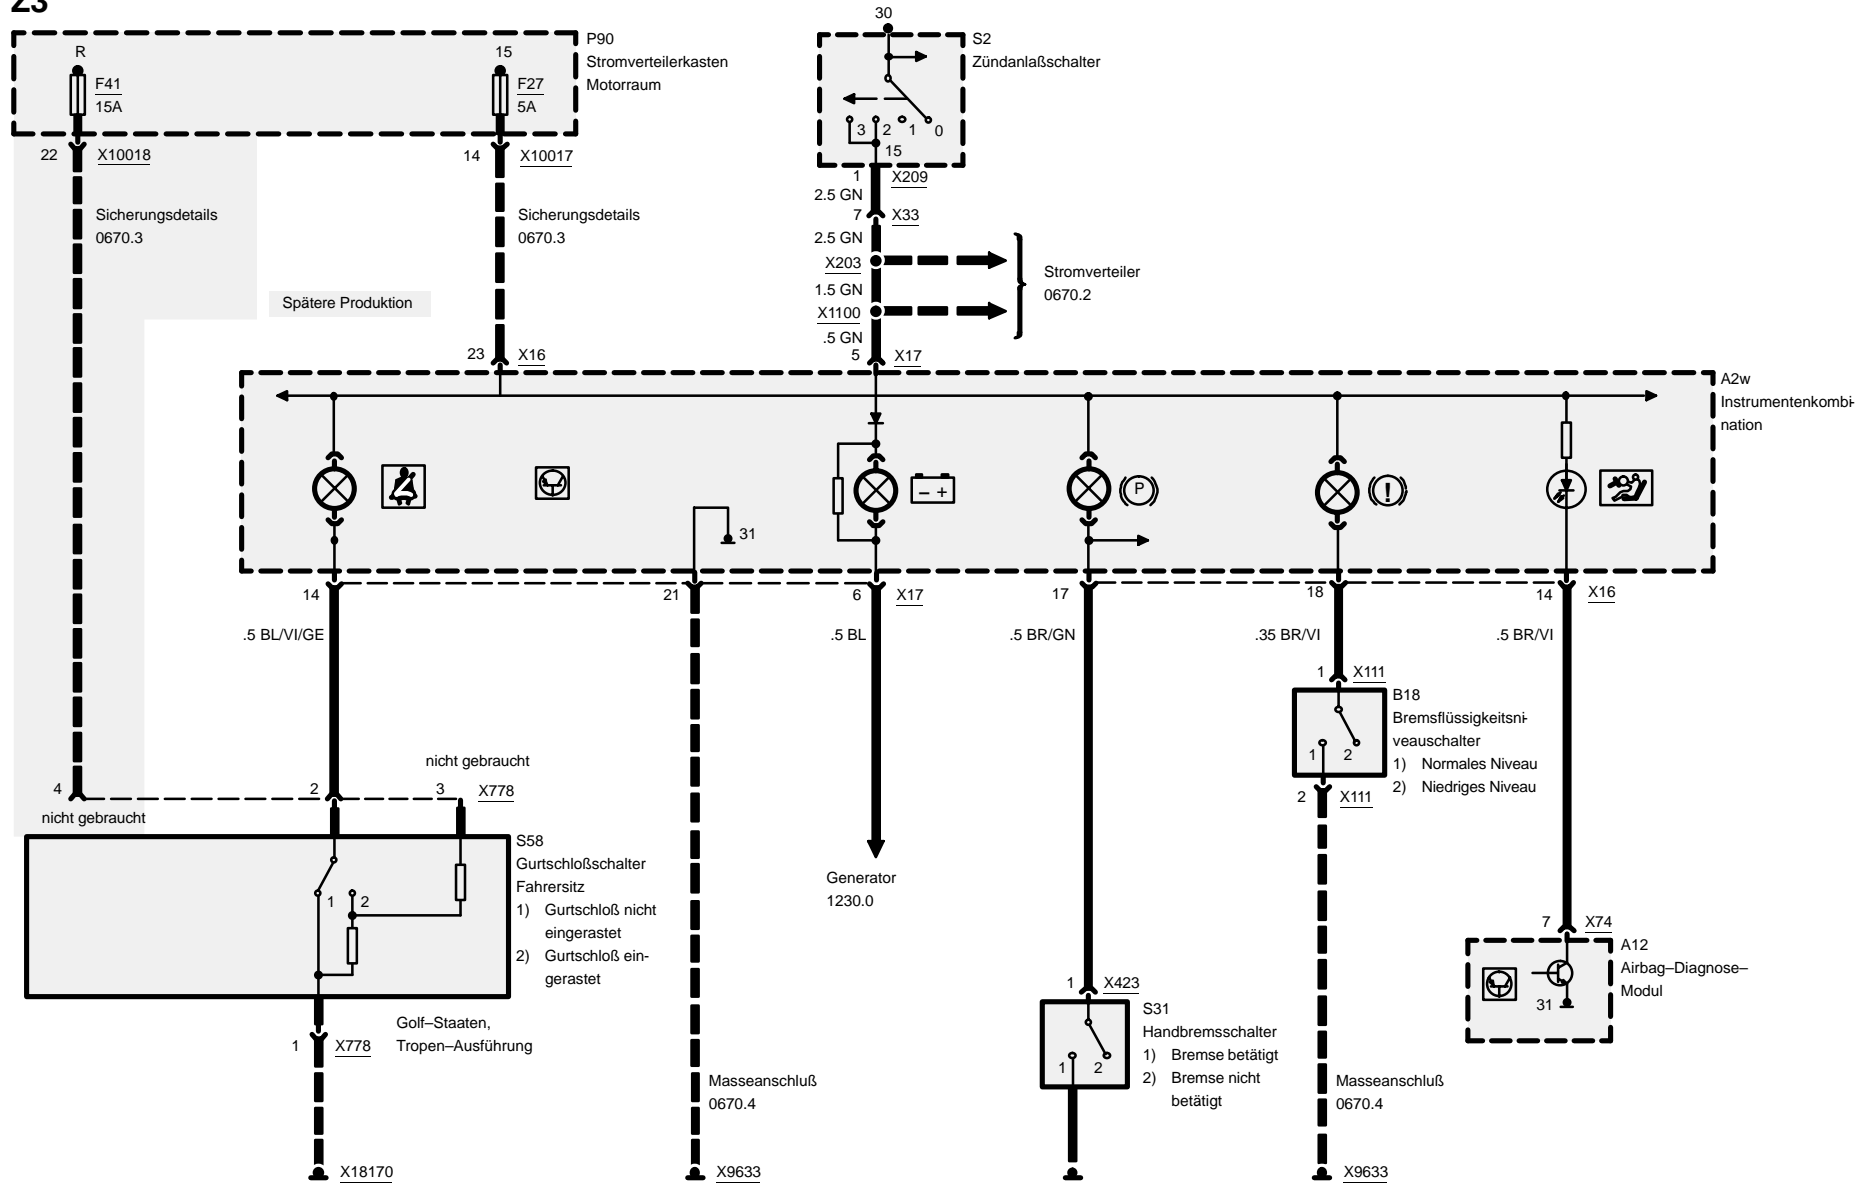 Z3
R
F41
15A
15
F27
5A
P90
Stromverteilerkasten
Motorraum
30
S2
Zündanlaßschalter
3 2 1 0
15
22 X10018
14 X10017
1 X209
2.5 GN
7 X33
2.5 GN
X203
1.5 GN
X1100
.5 GN
Sicherungsdetails
0670.3
Sicherungsdetails
0670.3
Stromverteiler
0670.2
Spätere Produktion
23 X16
5 X17
A2w
Instrumentenkombi-
nation
– +
P
!
31
14
21
6 X17
17
18
14 X16
.5 BL/VI/GE
.5 BL
.5 BR/GN
.35 BR/VI
.5 BR/VI
1 X111
B18
Bremsflüssigkeitsni-
veauschalter
1) Normales Niveau
2) Niedriges Niveau
1 2
2 X111
nicht gebraucht
4
2
3 X778
nicht gebraucht
S58
Gurtschloßschalter
Fahrersitz
1) Gurtschloß nicht
eingerastet
2) Gurtschloß ein-
gerastet
1 2
Generator
1230.0
7 X74
A12
Airbag–Diagnose–
Modul
31
1 X423
S31
Handbremsschalter
1) Bremse betätigt
2) Bremse nicht
betätigt
1 2
Golf–Staaten,
Tropen–Ausführung
1 X778
Masseanschluß
0670.4
Masseanschluß
0670.4
X18170
X9633
X9633